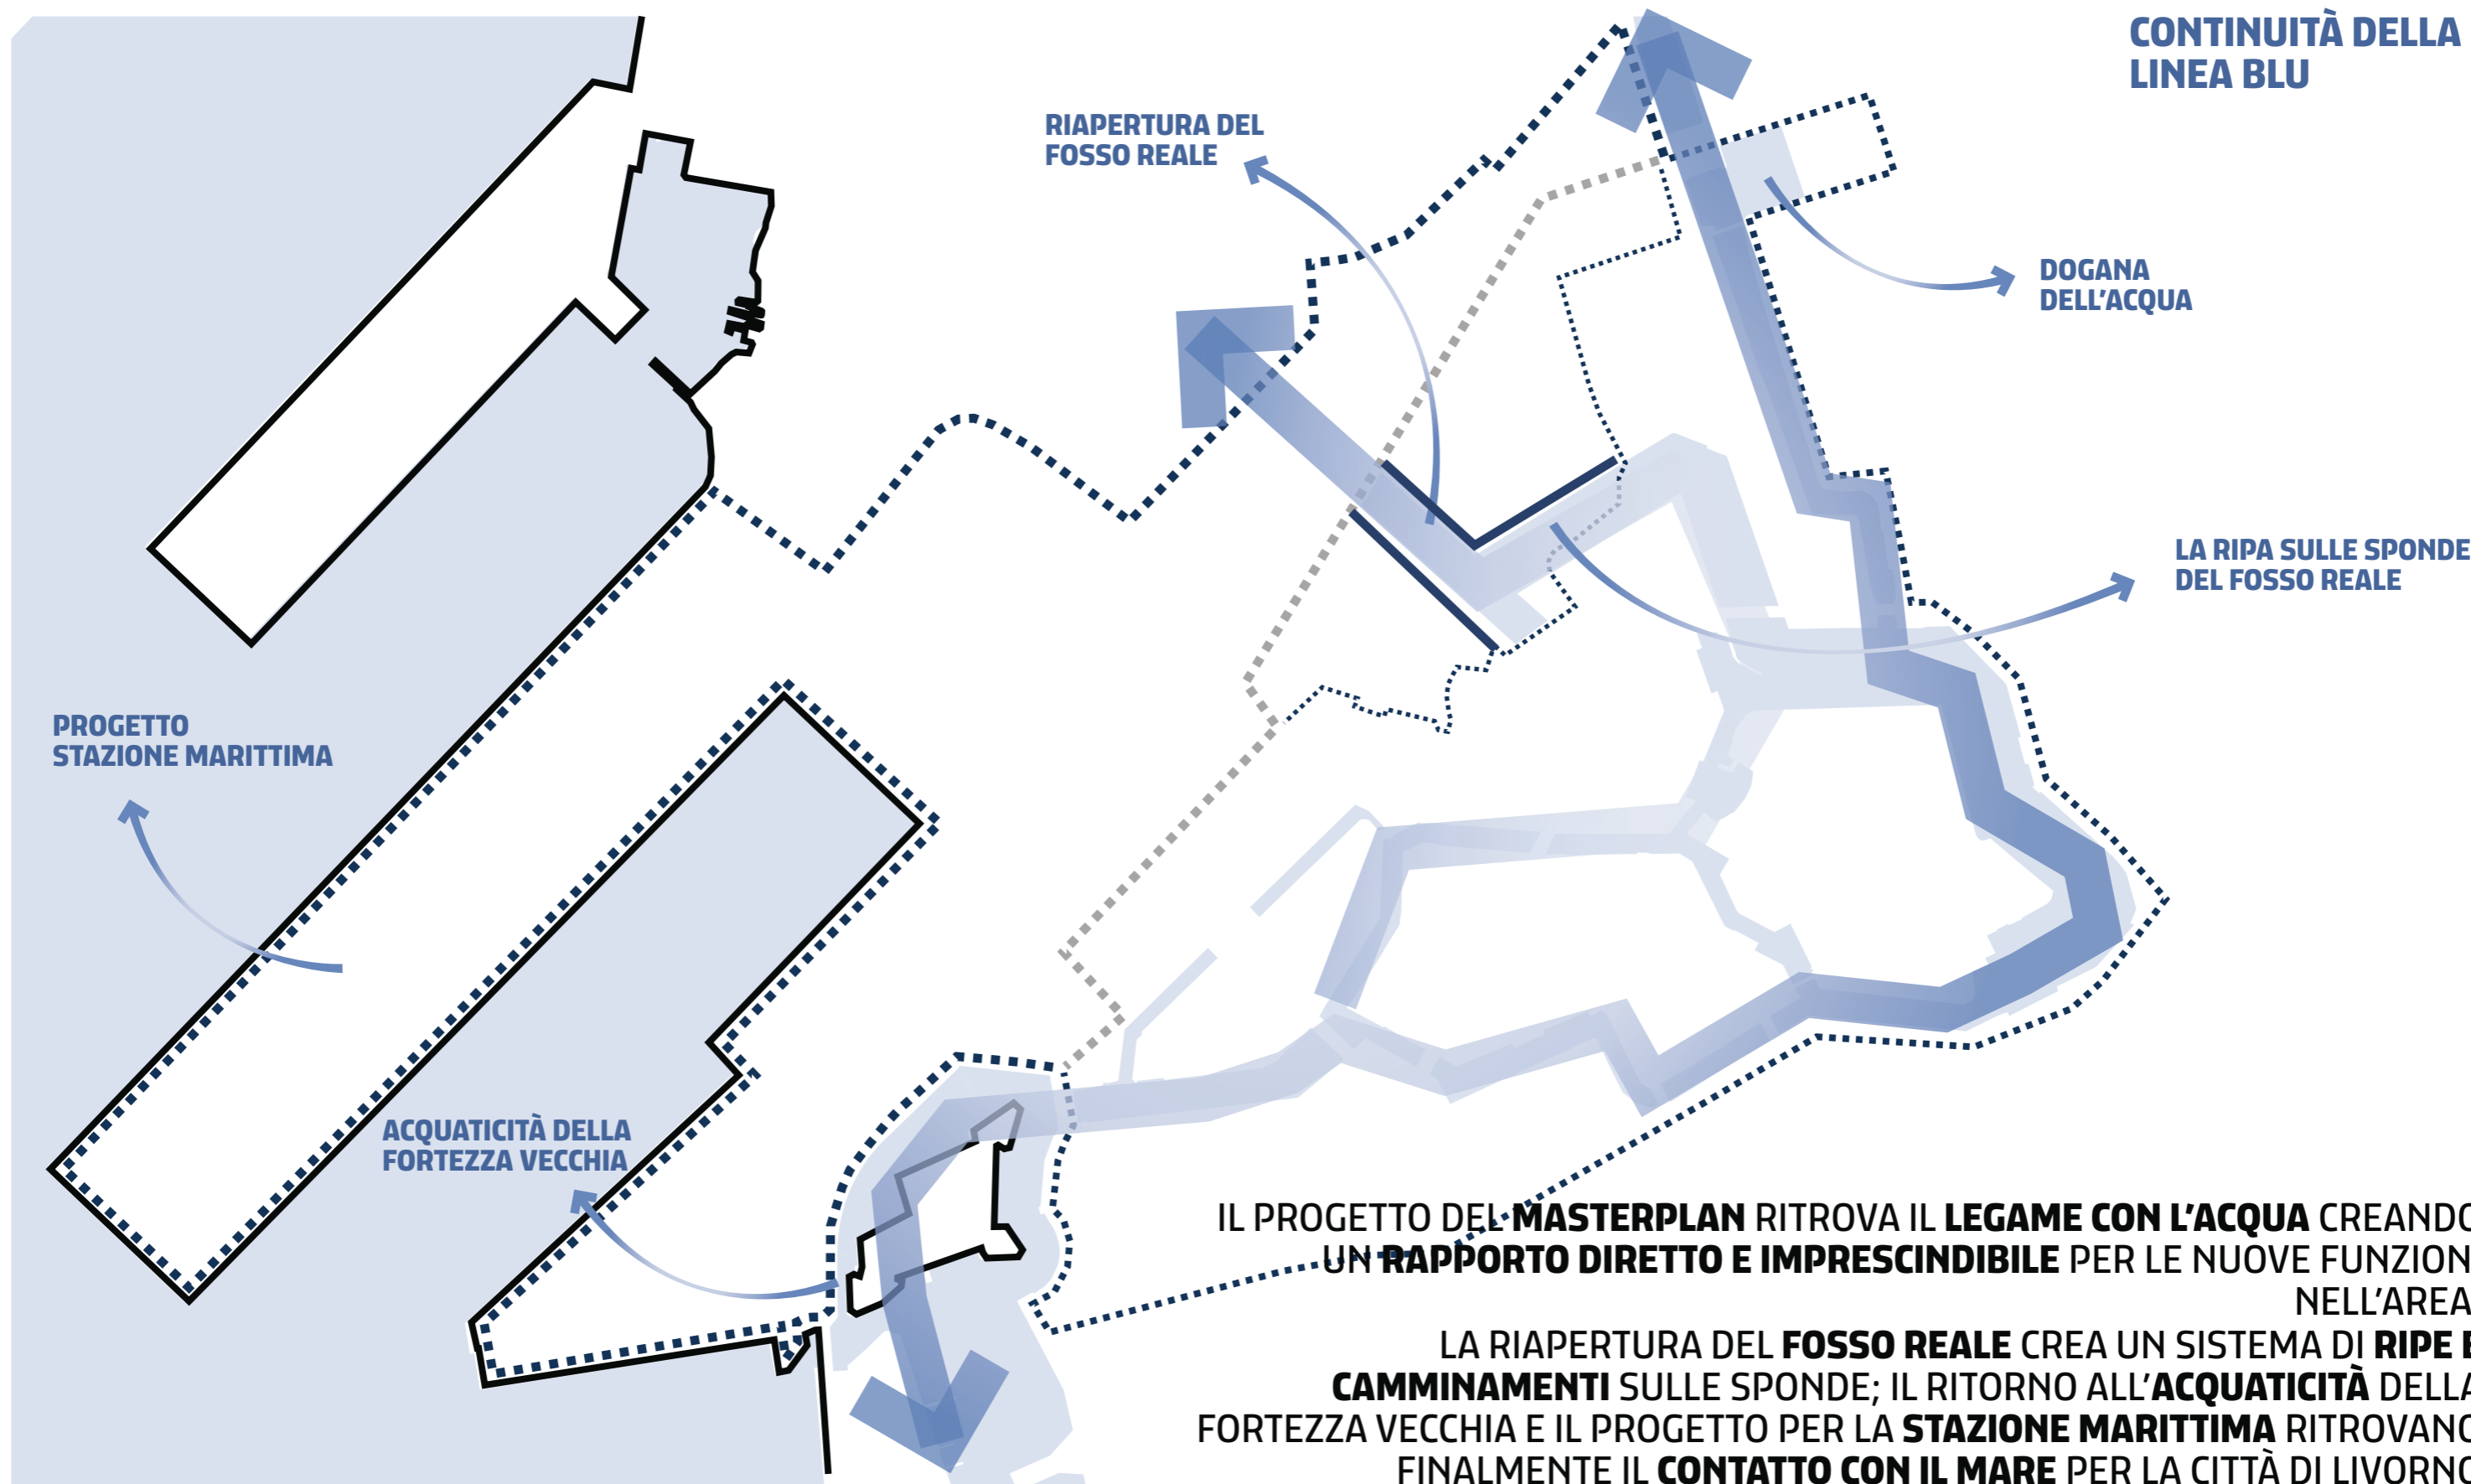 CONTINUITÀ DELLA
LINEA BLU
RIAPERTURA DEL
FOSSO REALE
DOGANA
DELL'ACQUA
LA RIPA SULLE SPONDE
DEL FOSSO REALE
PROGETTO
STAZIONE MARITTIMA
ACQUATICITÀ DELLA
FORTEZZA VECCHIA
IL PROGETTO DEL MASTERPLAN RITROVA IL LEGAME CON L'ACQUA CREANDO
UN RAPPORTO DIRETTO E IMPRESCINDIBILE PER LE NUOVE FUNZION
NELL'AREA
LA RIAPERTURA DEL FOSSO REALE CREA UN SISTEMA DI RIPE E
CAMMINAMENTI SULLE SPONDE; IL RITORNO ALL'ACQUATICITÀ DELLA
FORTEZZA VECCHIA E IL PROGETTO PER LA STAZIONE MARITTIMA RITROVANO
FINALMENTE IL CONTATTO CON IL MARE PER LA CITTÀ DI LIVORNO